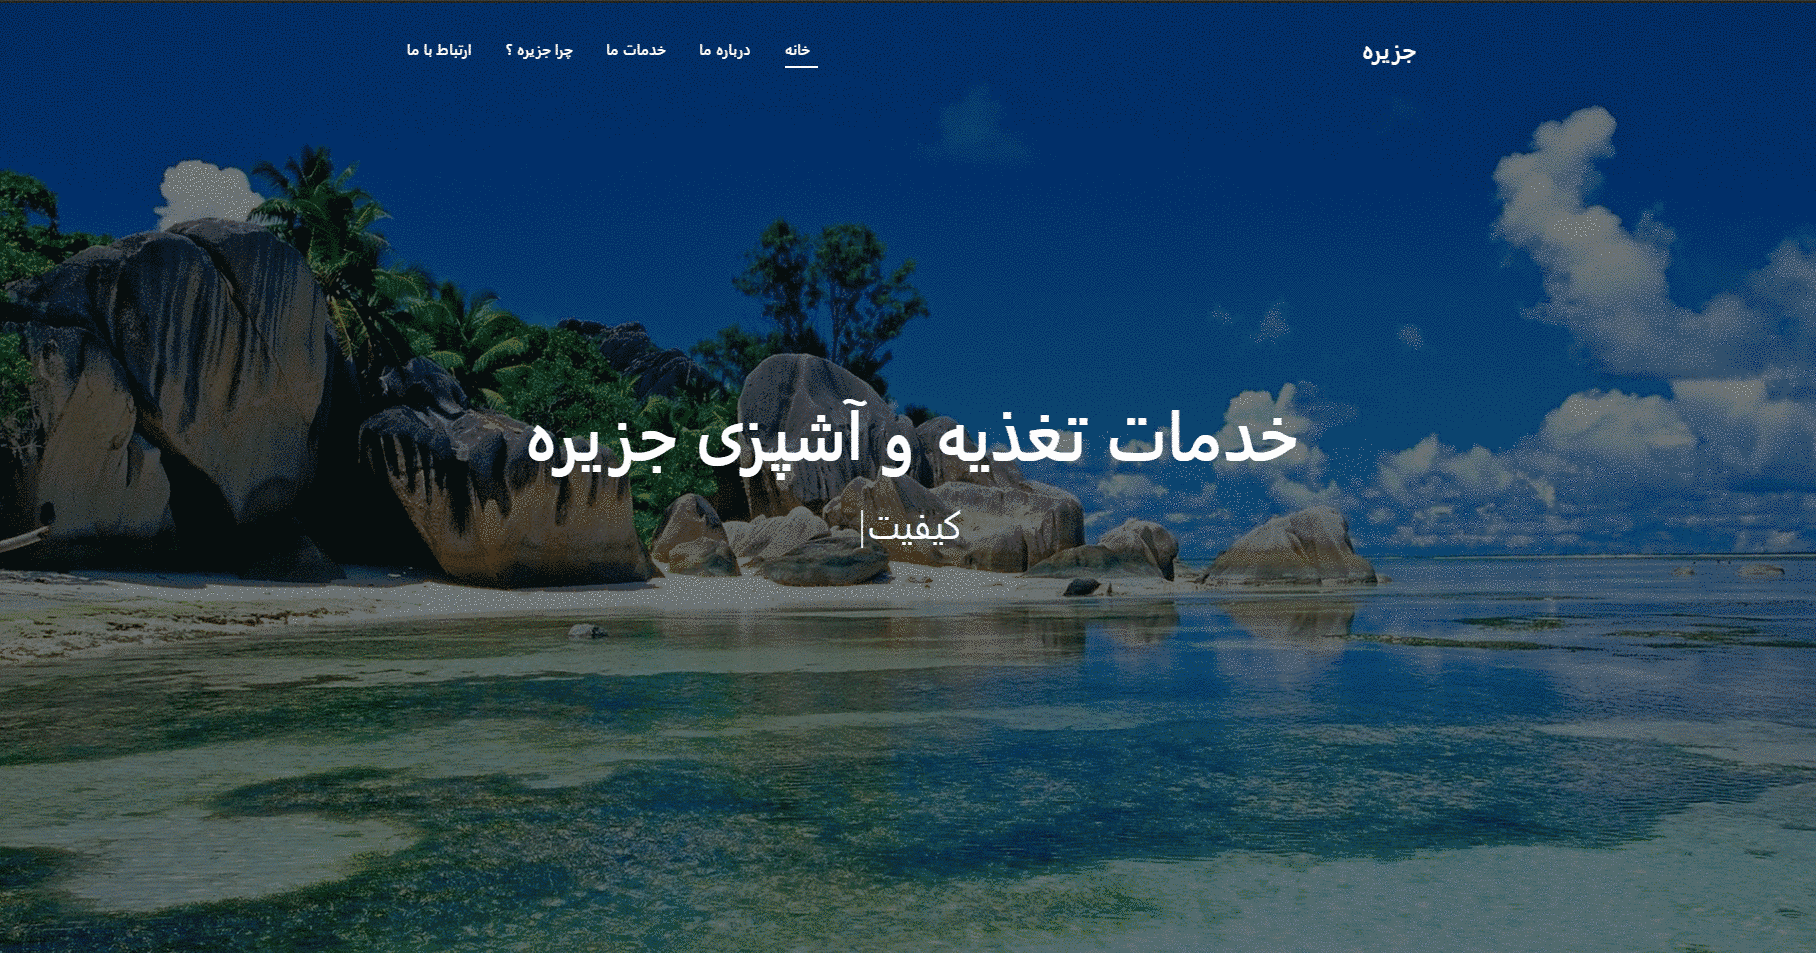 جزیره
خانه درباره ما خدمات ما چرا جزیره ؟ ارتباط با ما
خدمات تغذیه و آشپزی جزیره
کیفیت|